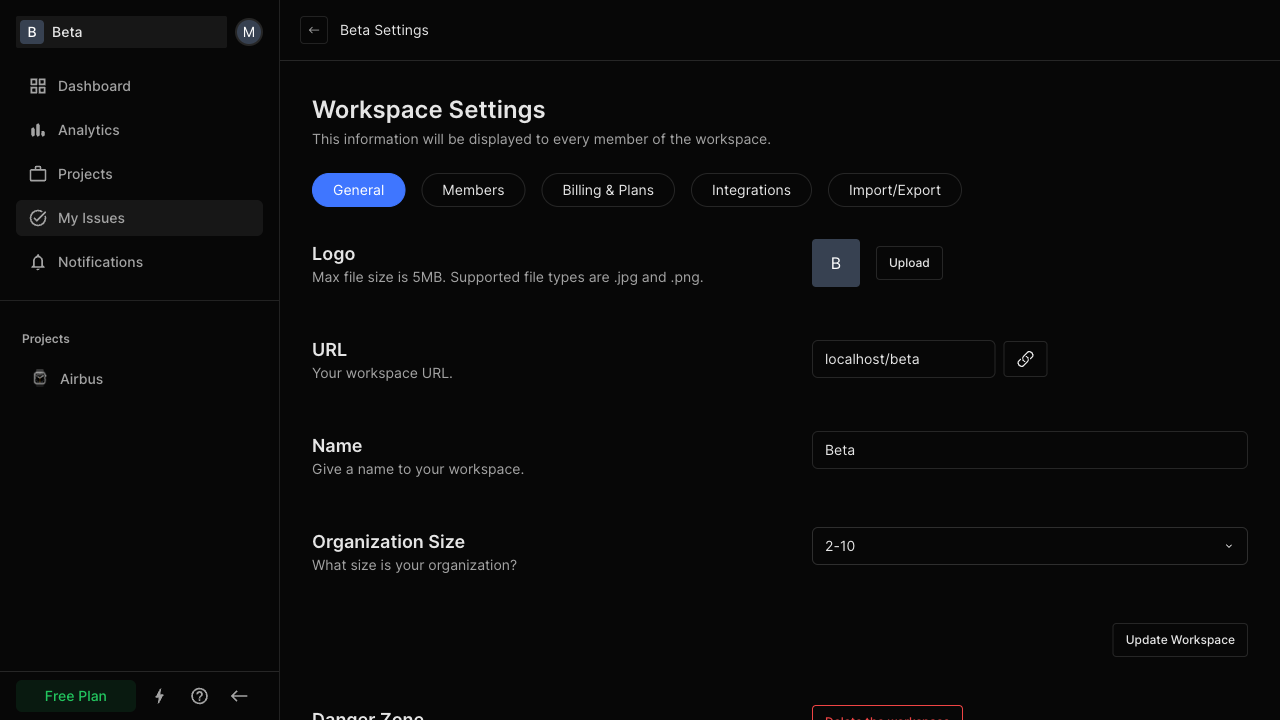 B Beta M
Dashboard
Analytics
Projects
My Issues
Notifications
Projects
Airbus
Free Plan
Beta Settings
Workspace Settings
This information will be displayed to every member of the workspace.
General Members Billing & Plans Integrations Import/Export
Logo
Max file size is 5MB. Supported file types are .jpg and .png.
B Upload
URL
Your workspace URL.
localhost/beta
Name
Give a name to your workspace.
Beta
Organization Size
What size is your organization?
2-10
Update Workspace
Danger Zone
Delete the workspace